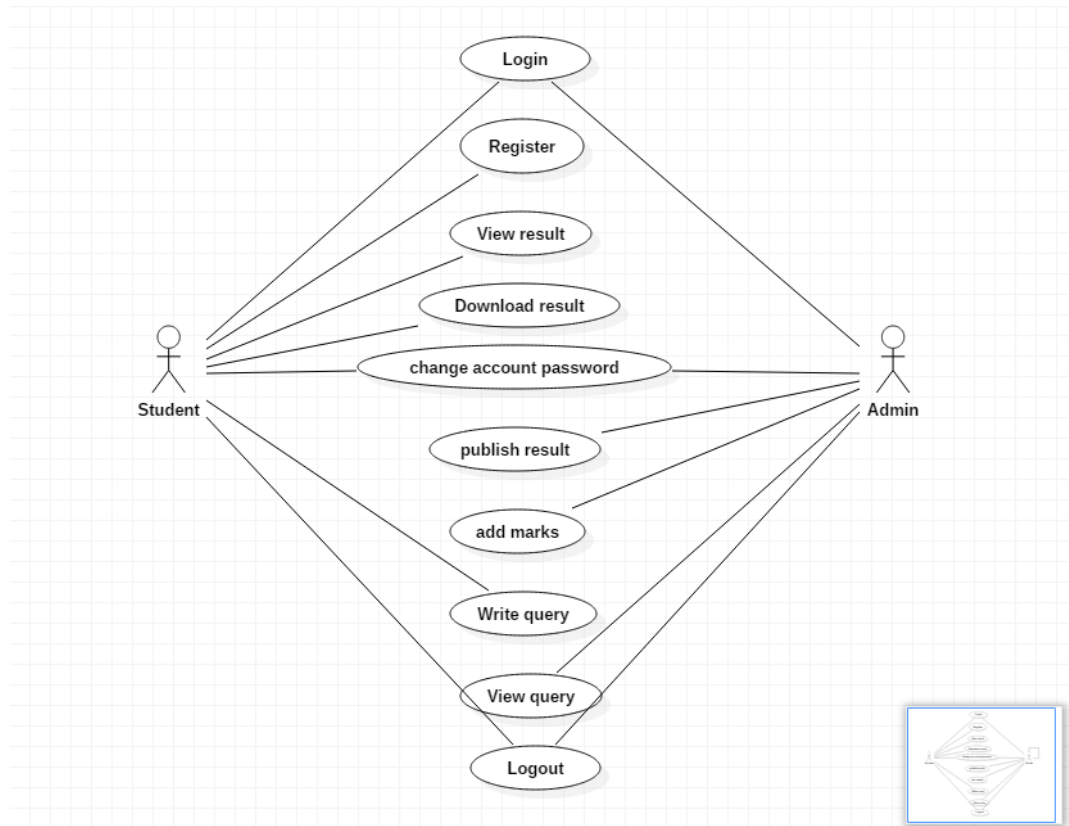 Login
Register
View result
Download result
change account password
Student
Admin
publish result
add marks
Write query
View query
Logout